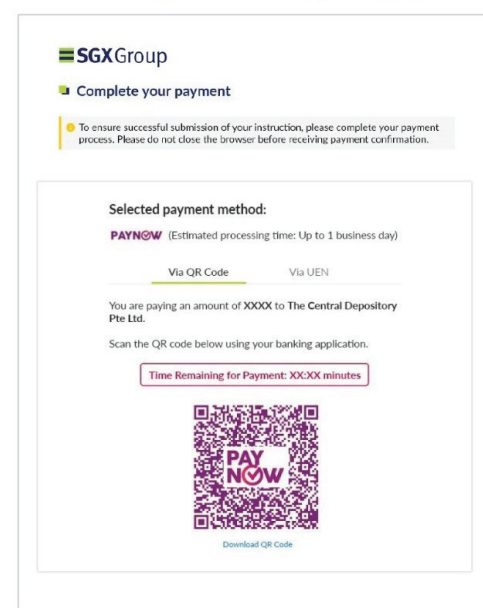 SGXGroup
Complete your payment
To ensure successful submission of your instruction, please complete your payment
process. Please do not close the browser before receiving payment confirmation.
Selected payment method:
PAYNOW (Estimated processing time: Up to 1 business day)
Via QR Code Via UEN
You are paying an amount of XXXX to The Central Depository
Pte Ltd.
Scan the QR code below using your banking application.
Time Remaining for Payment: XX:XX minutes
PAY
NOW
Download QR Code